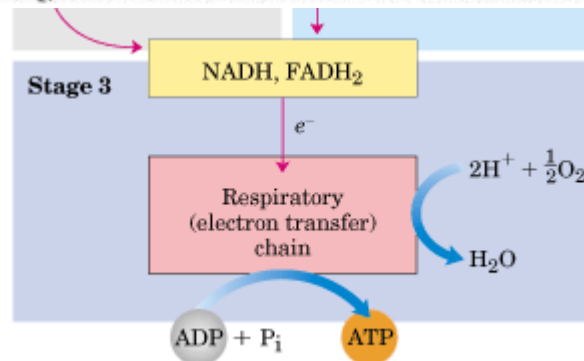 Stage 3
NADH, FADH₂
e⁻
Respiratory
(electron transfer)
chain
2H⁺ + ½O₂
H₂O
ADP + Pᵢ
ATP